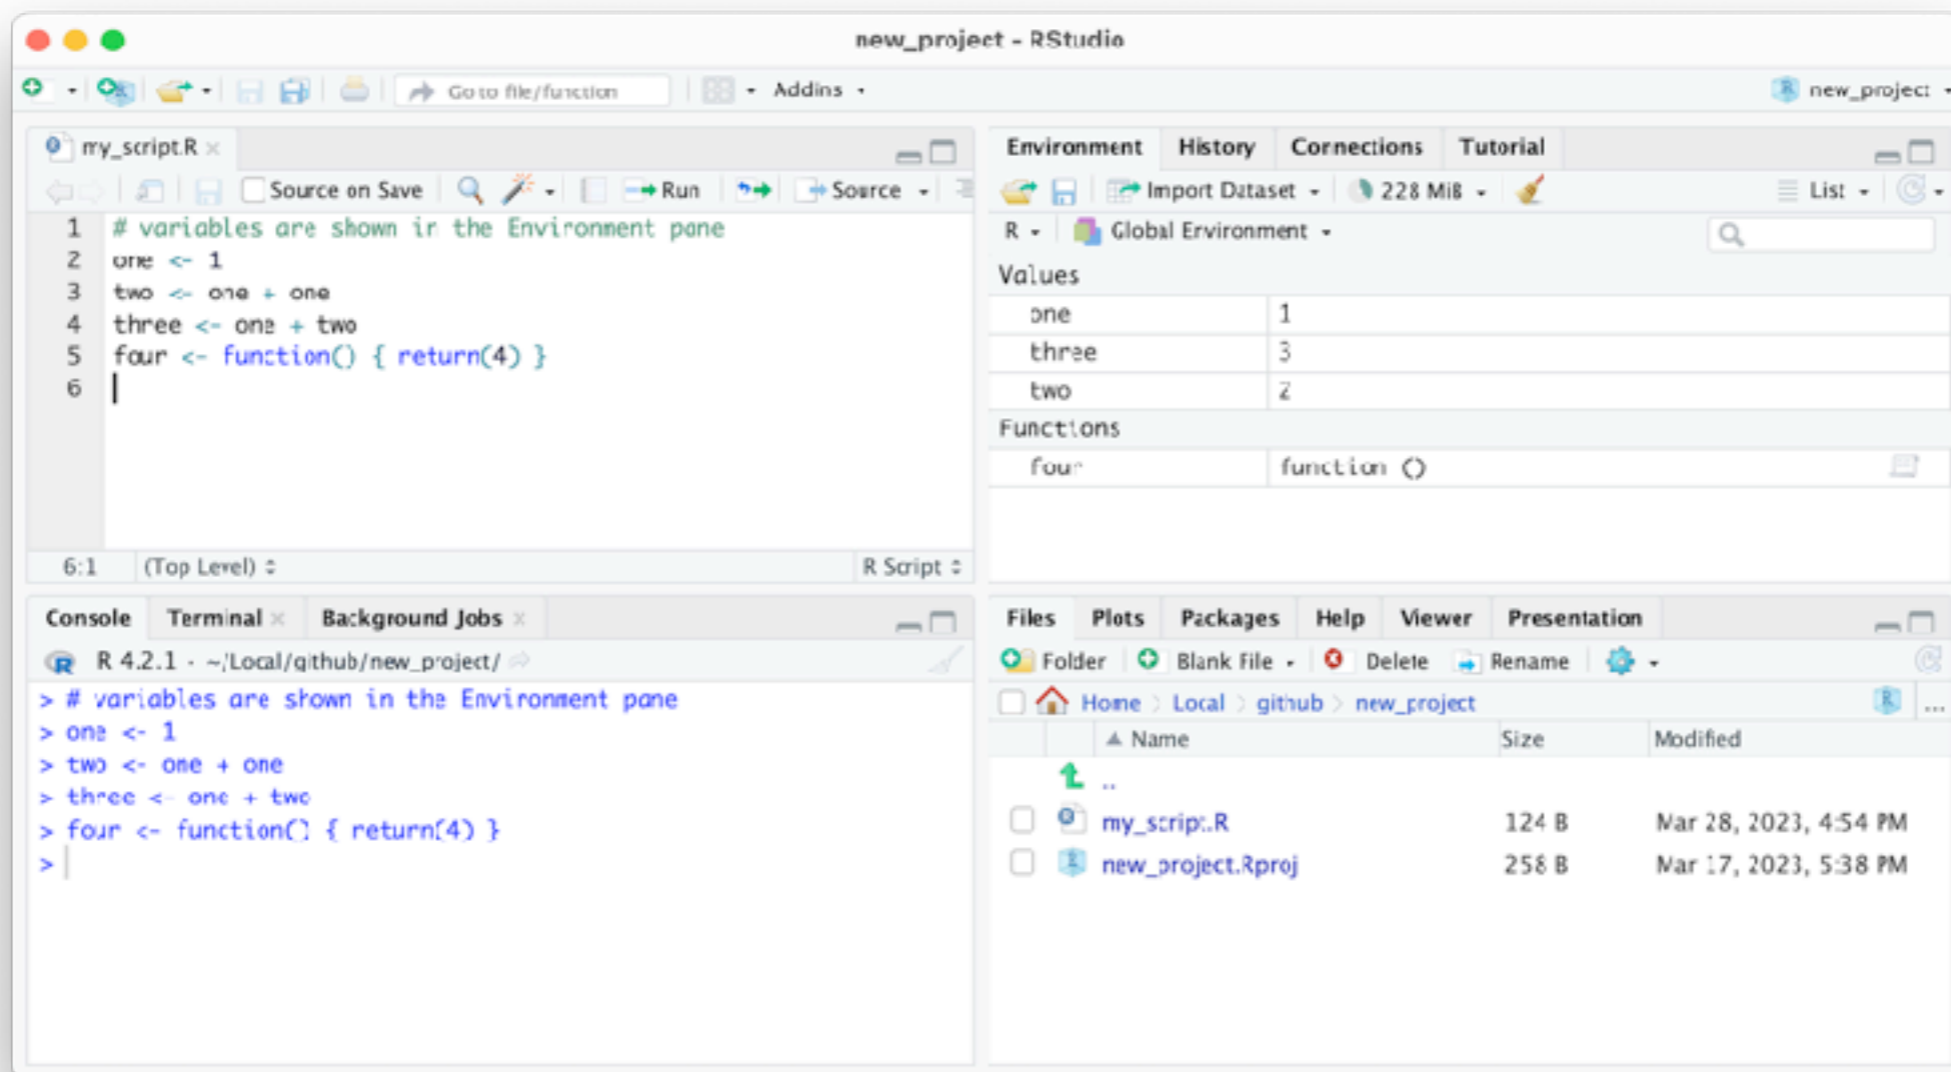 new_project - RStudio
Go to file/function Addins new_project
my_script.R
Source on Save Run Source
1 # variables are shown in the Environment pane
2 one <- 1
3 two <- one + one
4 three <- one + two
5 four <- function() { return(4) }
6
6:1 (Top Level) R Script
Environment History Connections Tutorial
Import Dataset 228 MiB List
R Global Environment
Values
one 1
three 3
two 2
Functions
four function ()
Console Terminal Background Jobs
R 4.2.1 · ~/Local/github/new_project/
> # variables are shown in the Environment pane
> one <- 1
> two <- one + one
> three <- one + two
> four <- function() { return(4) }
>
Files Plots Packages Help Viewer Presentation
Folder Blank File Delete Rename
Home Local github new_project ...
Name Size Modified
..
my_script.R 124 B Mar 28, 2023, 4:54 PM
new_project.Rproj 258 B Mar 17, 2023, 5:38 PM